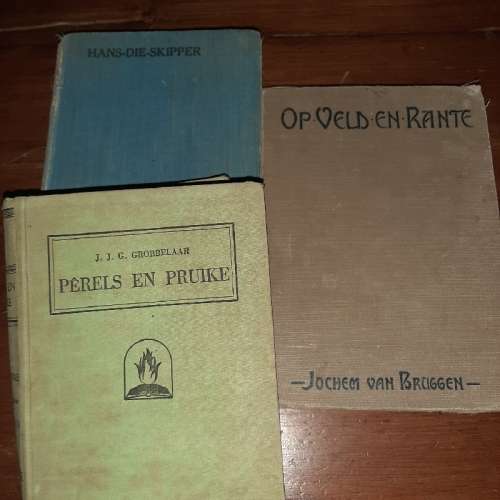 HANS-DIE-SKIPPER
OP VELD·EN·RANTE
—JOCHEM VAN BRUGGEN—
J. J. G. GROBBELAAR
PÊRELS EN PRUIKE